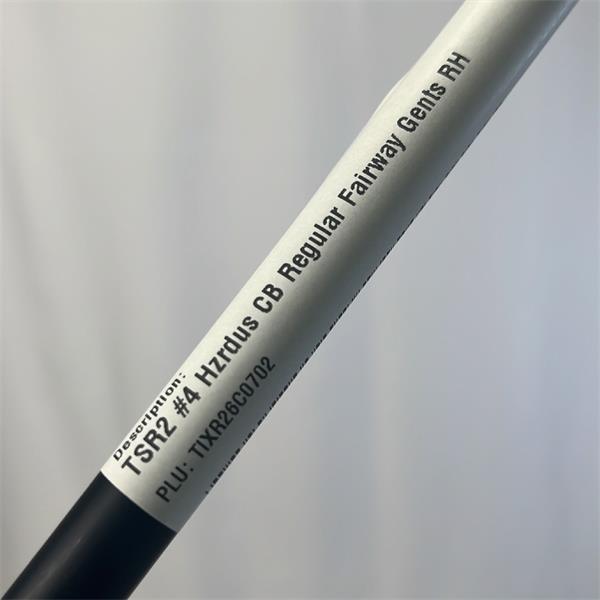 Description:
TSR2 #4 Hzrdus CB Regular Fairway Gents RH
PLU: TIXR26C0702